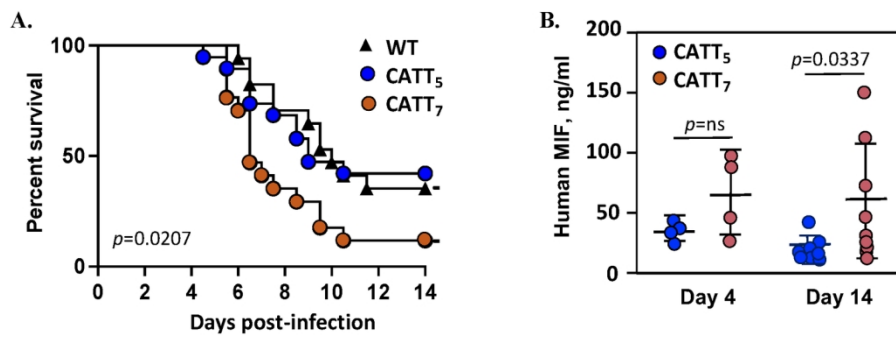 A.
100
50
0
Percent survival
WT
CATT₅
CATT₇
p=0.0207
0 2 4 6 8 10 12 14
Days post-infection
B.
200
150
100
50
0
Human MIF, ng/ml
CATT₅
CATT₇
p=0.0337
p=ns
Day 4 Day 14